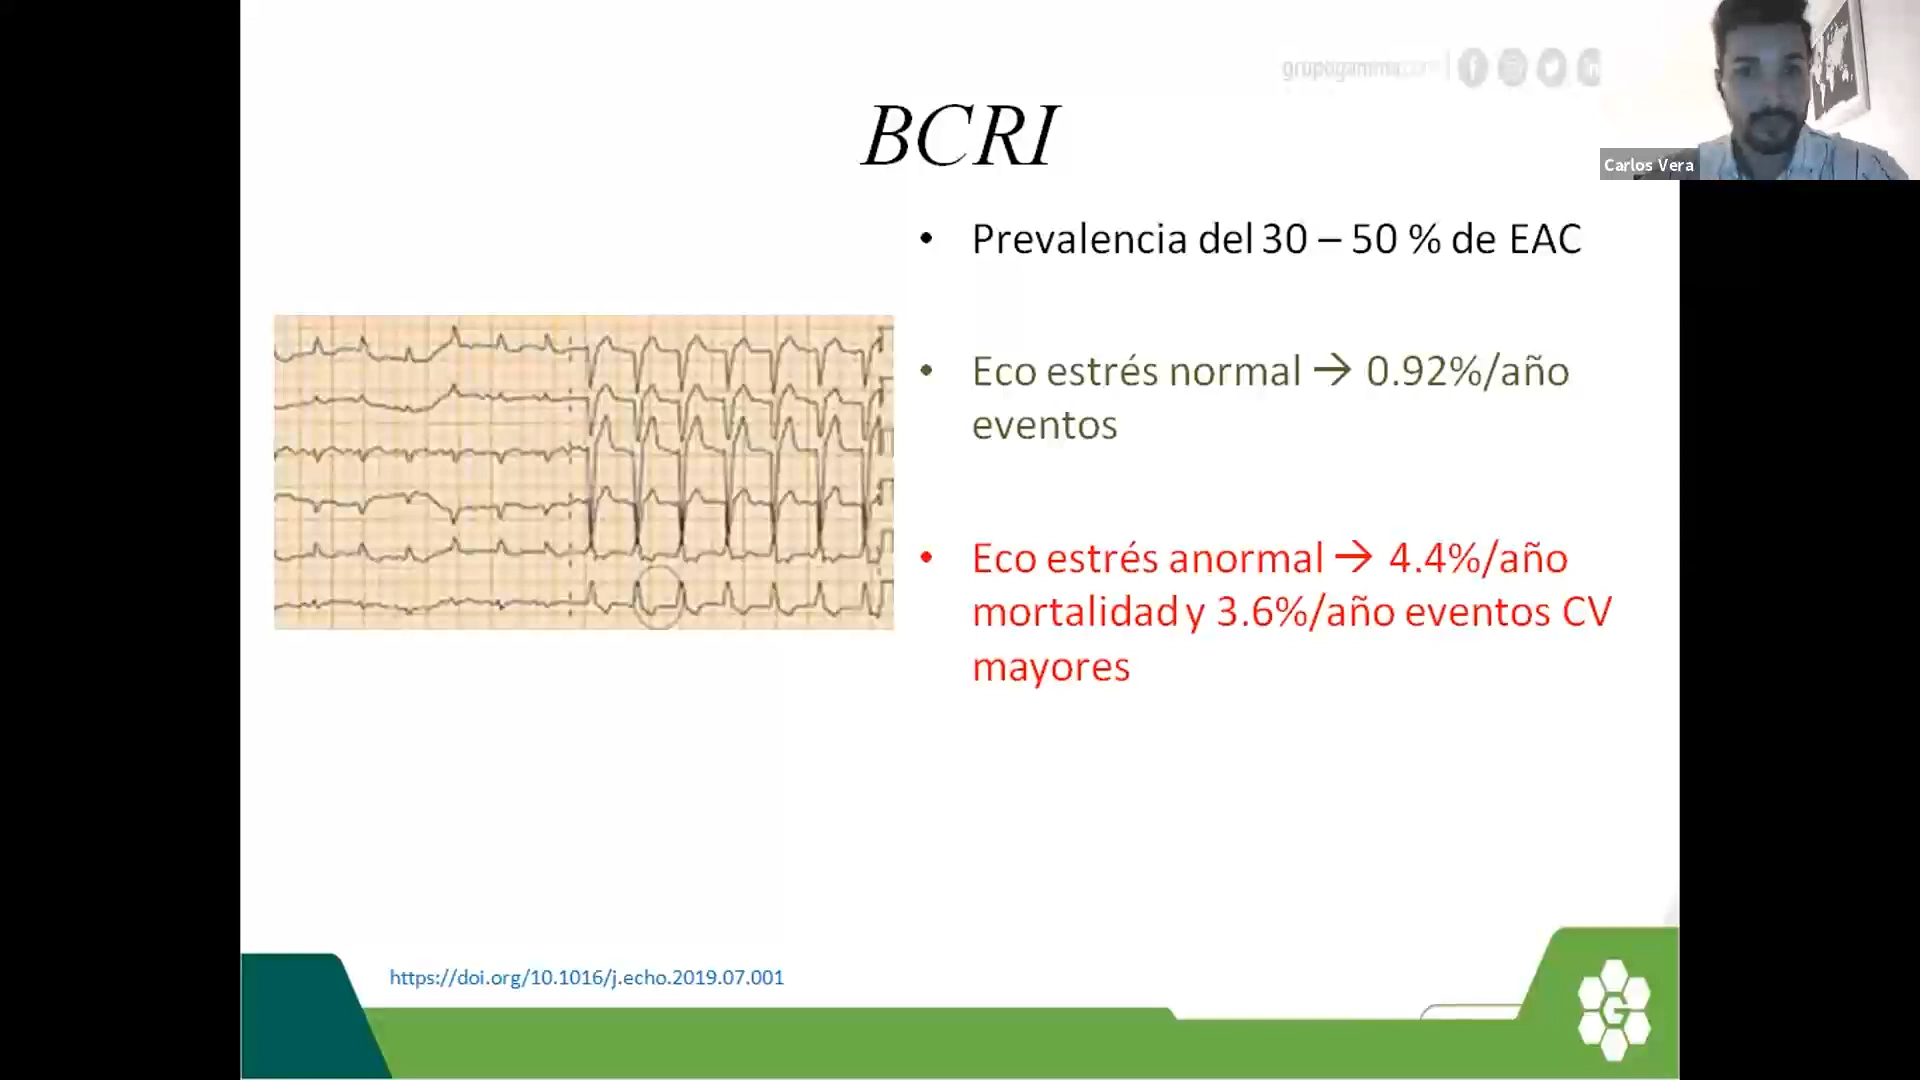 BCRI
Carlos Vera
• Prevalencia del 30 – 50 % de EAC
• Eco estrés normal → 0.92%/año
eventos
• Eco estrés anormal → 4.4%/año
mortalidad y 3.6%/año eventos CV
mayores
https://doi.org/10.1016/j.echo.2019.07.001
G